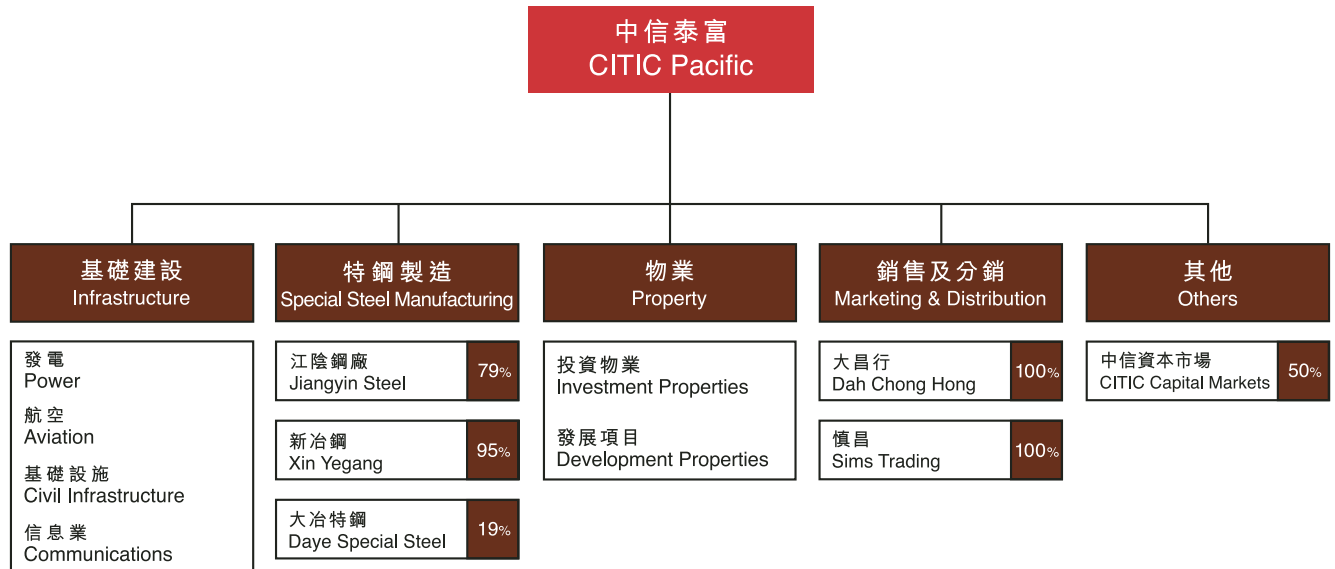 中信泰富
CITIC Pacific
基礎建設
Infrastructure
發電
Power
航空
Aviation
基礎設施
Civil Infrastructure
信息業
Communications
特鋼製造
Special Steel Manufacturing
江陰鋼廠
Jiangyin Steel
79%
新冶鋼
Xin Yegang
95%
大冶特鋼
Daye Special Steel
19%
物業
Property
投資物業
Investment Properties
發展項目
Development Properties
銷售及分銷
Marketing & Distribution
大昌行
Dah Chong Hong
100%
慎昌
Sims Trading
100%
其他
Others
中信資本市場
CITIC Capital Markets
50%